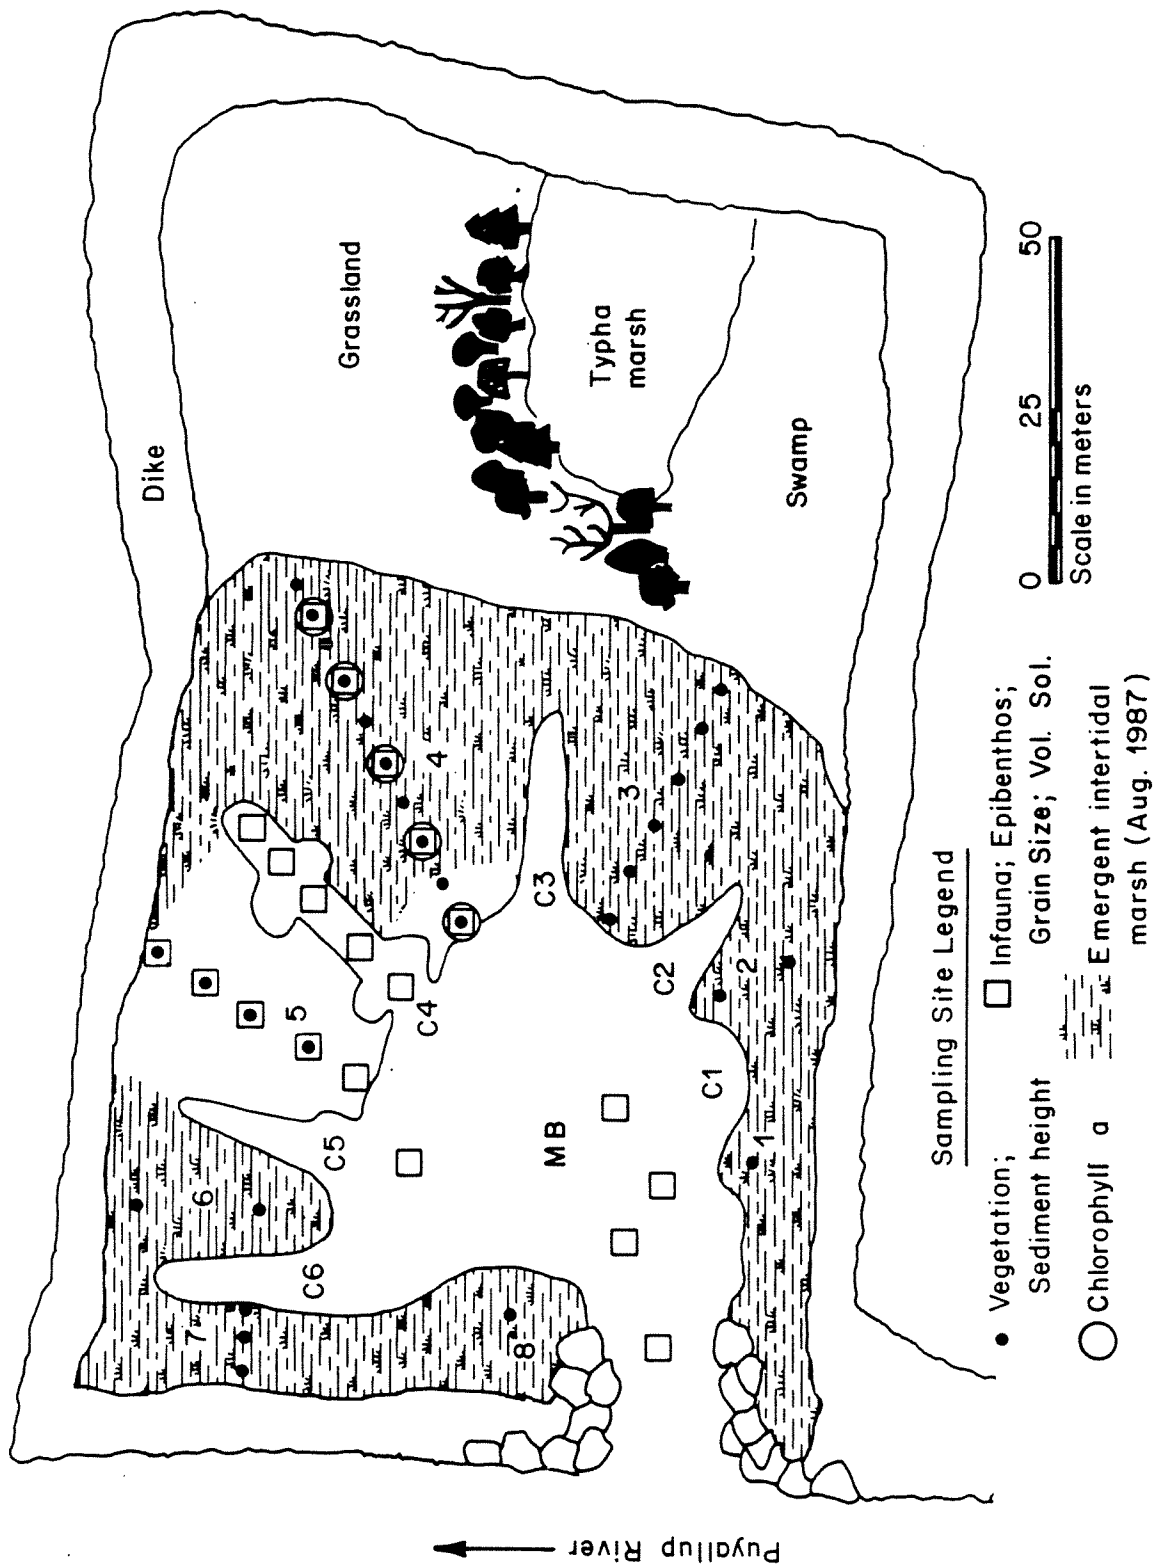 Dike
Grassland
Typha
marsh
Swamp
4
3
C3
5
C4
C2
2
C1
1
MB
C5
6
C6
7
8
Puyallup River
0 25 50
Scale in meters
Sampling Site Legend
Vegetation;
Sediment height
Infauna; Epibenthos;
Grain Size; Vol. Sol.
Chlorophyll a
Emergent intertidal
marsh (Aug. 1987)